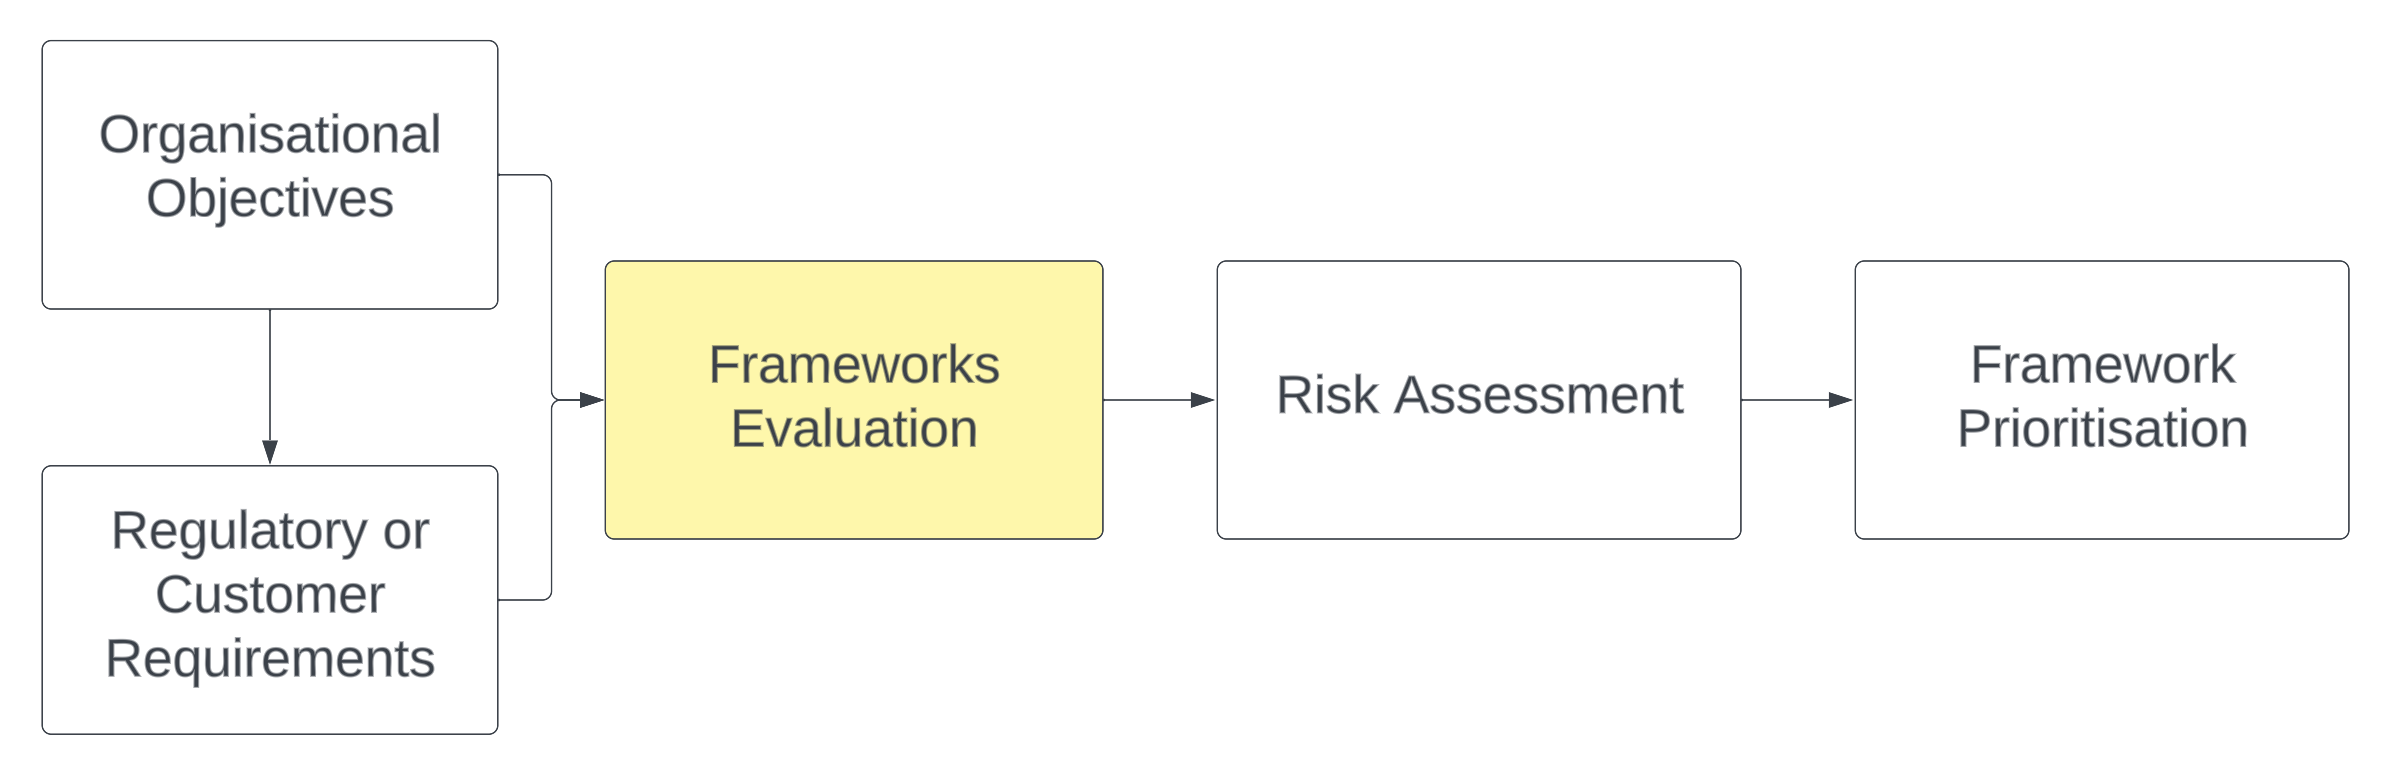 Organisational
Objectives
Regulatory or
Customer
Requirements
Frameworks
Evaluation
Risk Assessment
Framework
Prioritisation